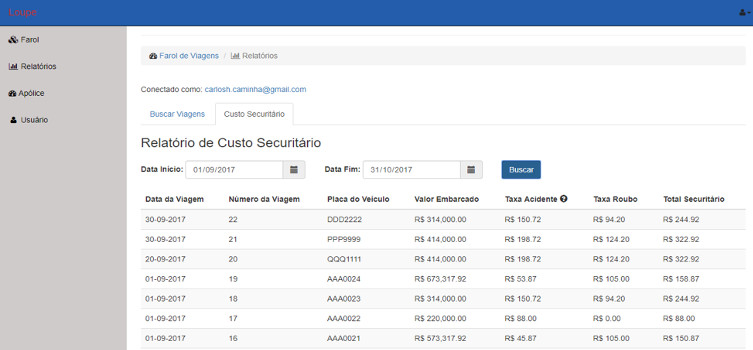 Loupe
Farol
Relatórios
Apólice
Usuário
Farol de Viagens / Relatórios
Conectado como: carlosh.caminha@gmail.com
Buscar Viagens Custo Securitário
Relatório de Custo Securitário
Data Início: 01/09/2017 Data Fim: 31/10/2017 Buscar
Data da Viagem Número da Viagem Placa do Veículo Valor Embarcado Taxa Acidente Taxa Roubo Total Securitário
30-09-2017 22 DDD2222 R$ 314,000.00 R$ 150.72 R$ 94.20 R$ 244.92
30-09-2017 21 PPP9999 R$ 414,000.00 R$ 198.72 R$ 124.20 R$ 322.92
20-09-2017 20 QQQ1111 R$ 414,000.00 R$ 198.72 R$ 124.20 R$ 322.92
01-09-2017 19 AAA0024 R$ 673,317.92 R$ 53.87 R$ 105.00 R$ 158.87
01-09-2017 18 AAA0023 R$ 314,000.00 R$ 150.72 R$ 94.20 R$ 244.92
01-09-2017 17 AAA0022 R$ 220,000.00 R$ 88.00 R$ 0.00 R$ 88.00
01-09-2017 16 AAA0021 R$ 573,317.92 R$ 45.87 R$ 105.00 R$ 150.87